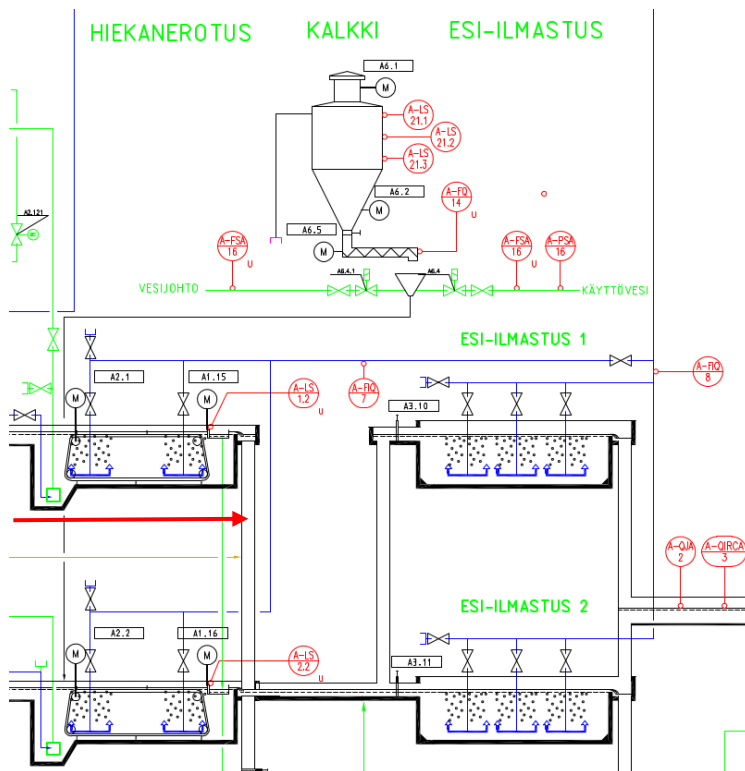 HIEKANEROTUS KALKKI ESI-ILMASTUS
A6.1
M
A-LS
21.1
A-LS
21.2
A-LS
21.3
A6.2
M
A-FQ
14
U
A2.121
M
A6.5
M
A-FSA
16
U
A-FSA
16
U
A-PSA
16
A6.4.1
A6.4
VESIJOHTO
KÄYTTÖVESI
ESI-ILMASTUS 1
A2.1
A1.15
M
M
A-LS
1.2
U
A-FIQ
7
A-FIQ
8
A3.10
A-QJA
2
A-QIRCA
3
ESI-ILMASTUS 2
A2.2
A1.16
M
M
A-LS
2.2
U
A3.11